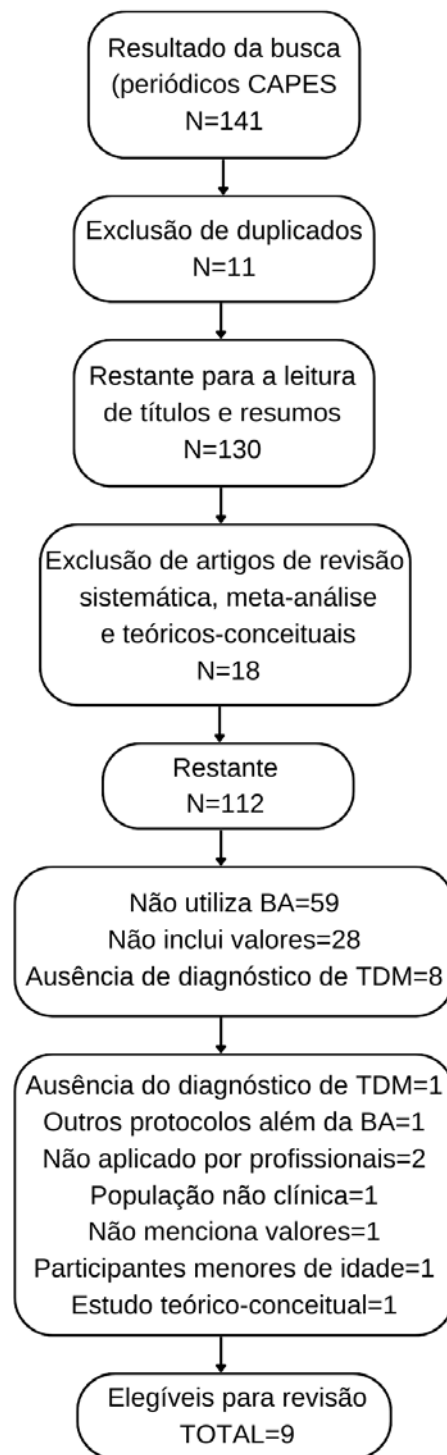 Resultado da busca
(periódicos CAPES
N=141
Exclusão de duplicados
N=11
Restante para a leitura
de títulos e resumos
N=130
Exclusão de artigos de revisão
sistemática, meta-análise
e teóricos-conceituais
N=18
Restante
N=112
Não utiliza BA=59
Não inclui valores=28
Ausência de diagnóstico de TDM=8
Ausência do diagnóstico de TDM=1
Outros protocolos além da BA=1
Não aplicado por profissionais=2
População não clínica=1
Não menciona valores=1
Participantes menores de idade=1
Estudo teórico-conceitual=1
Elegíveis para revisão
TOTAL=9